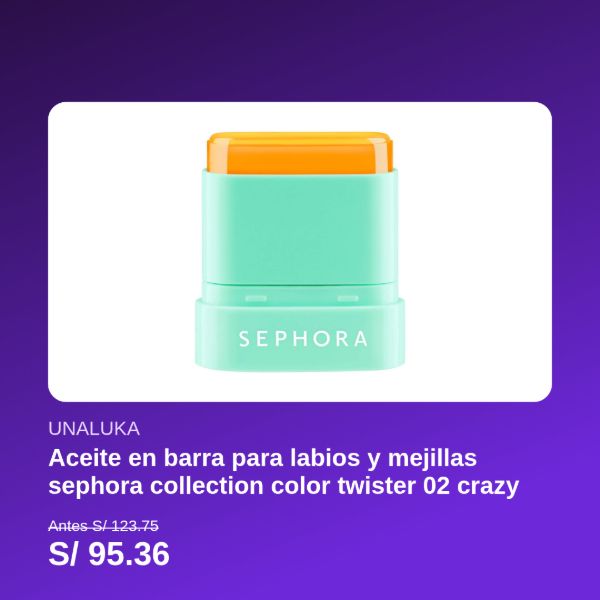 SEPHORA
UNALUKA
Aceite en barra para labios y mejillas
sephora collection color twister 02 crazy
Antes S/ 123.75
S/ 95.36